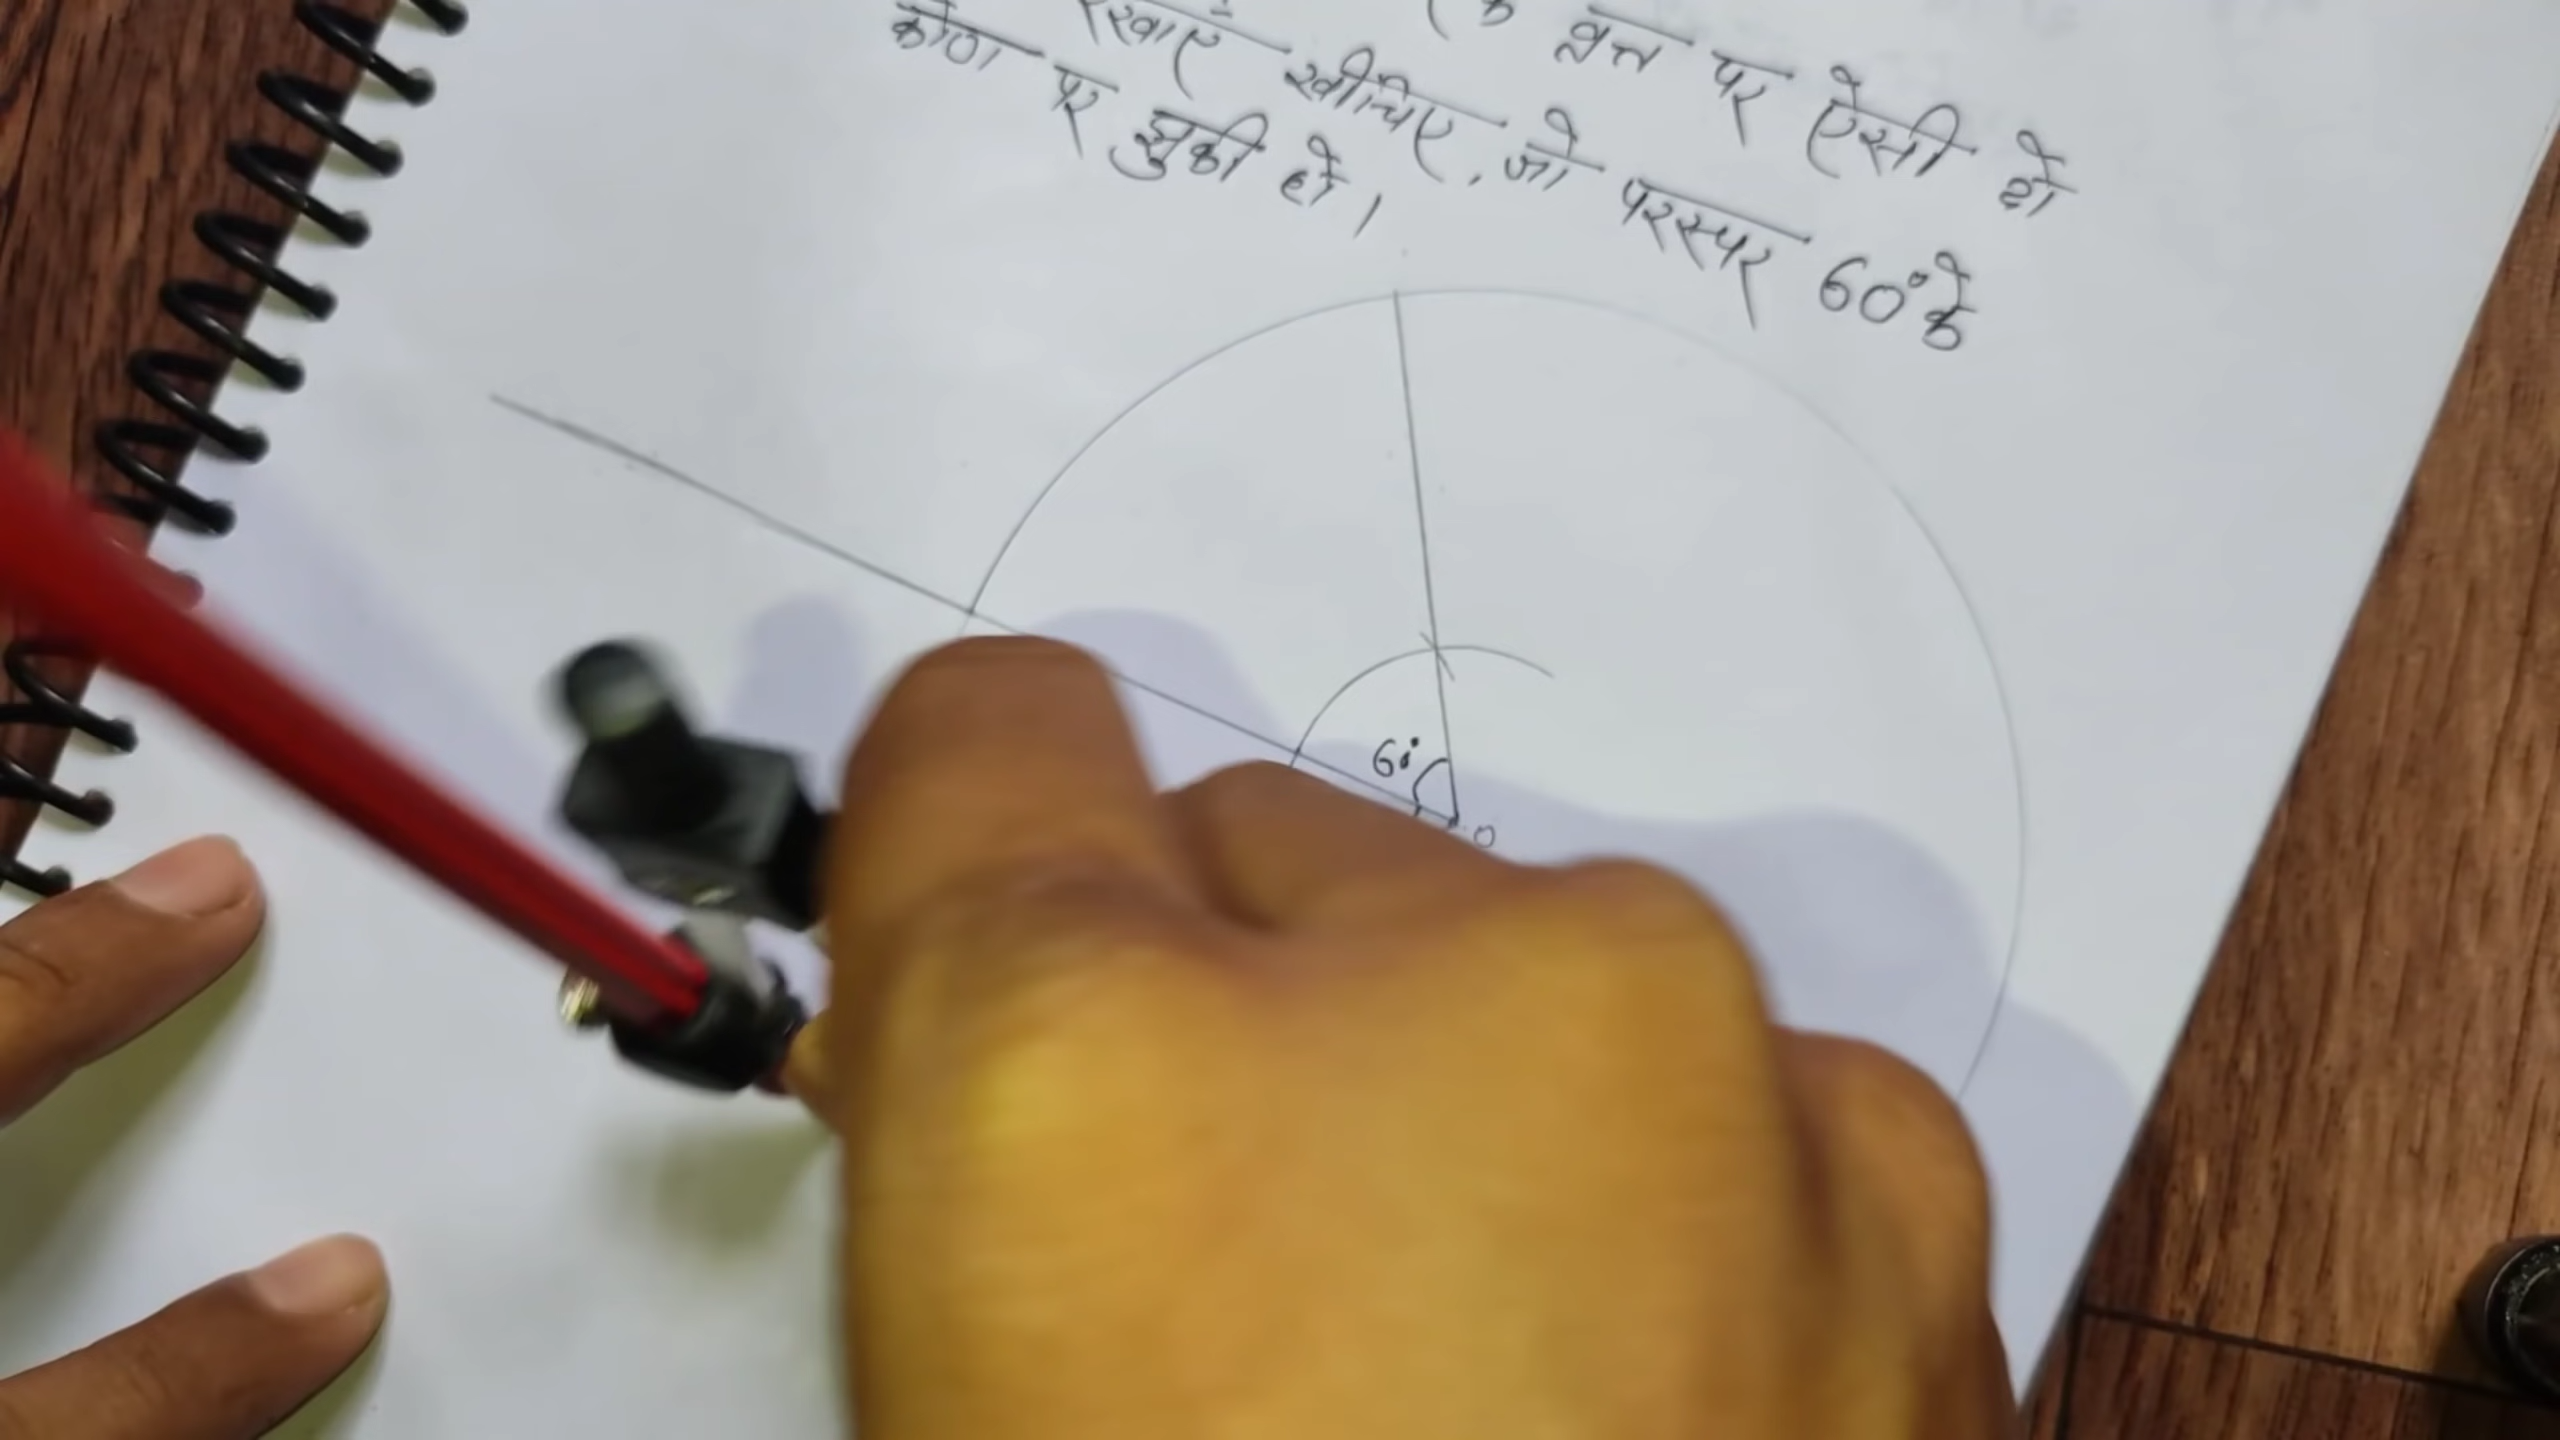 के वृत्त पर ऐसी दो
रेखाएं खींचिए, जो परस्पर 60° के
कोण पर झुकी हो।
60°
O